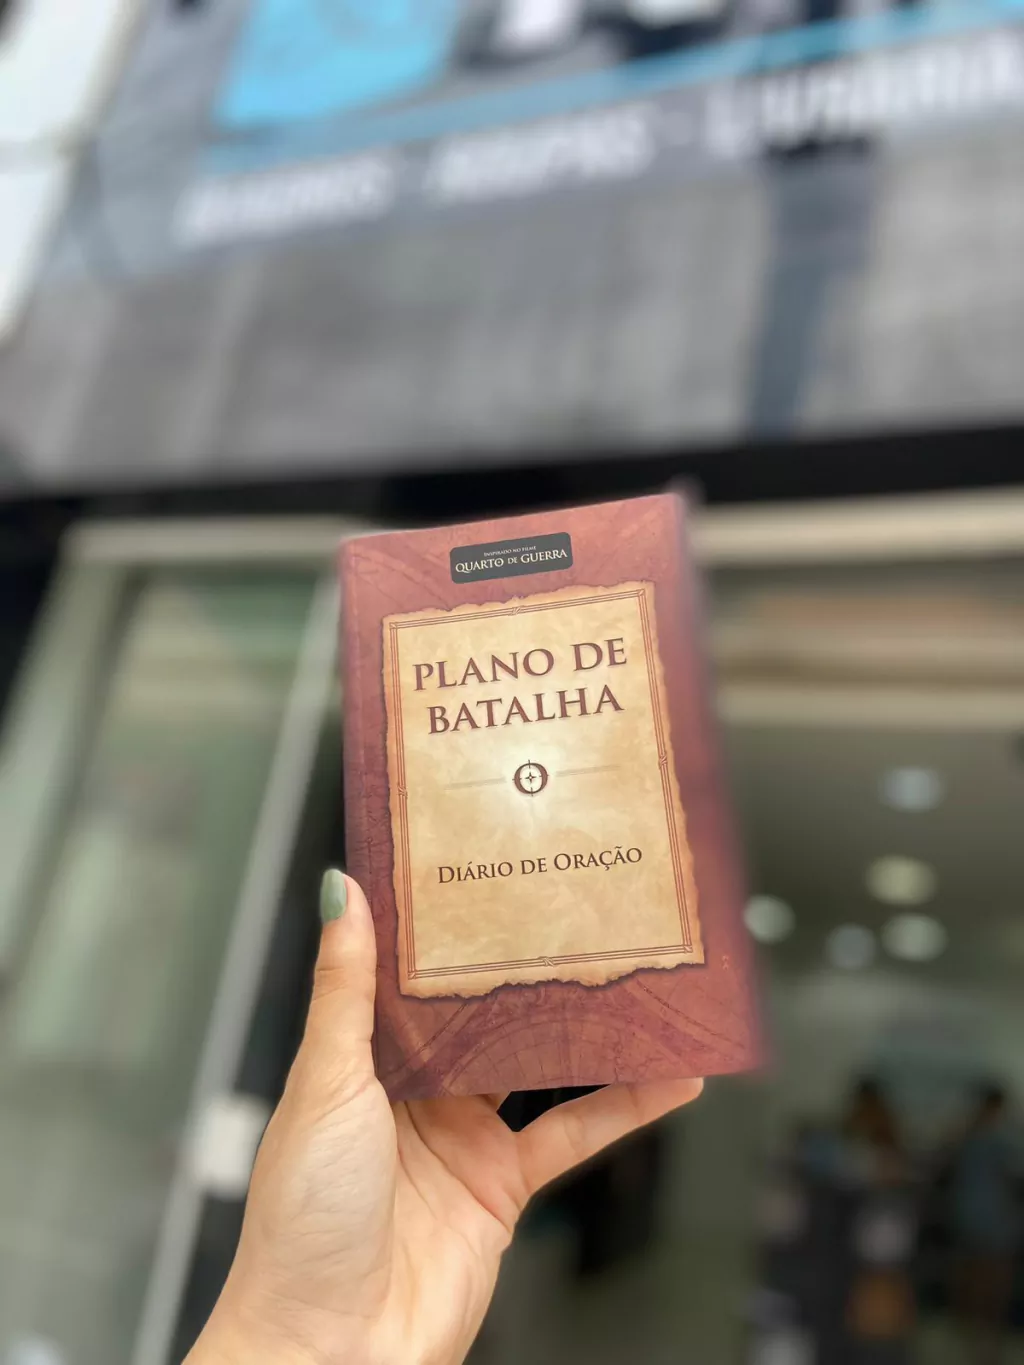 INSPIRADO NO FILME
QUARTO DE GUERRA
PLANO DE
BATALHA
DIÁRIO DE ORAÇÃO